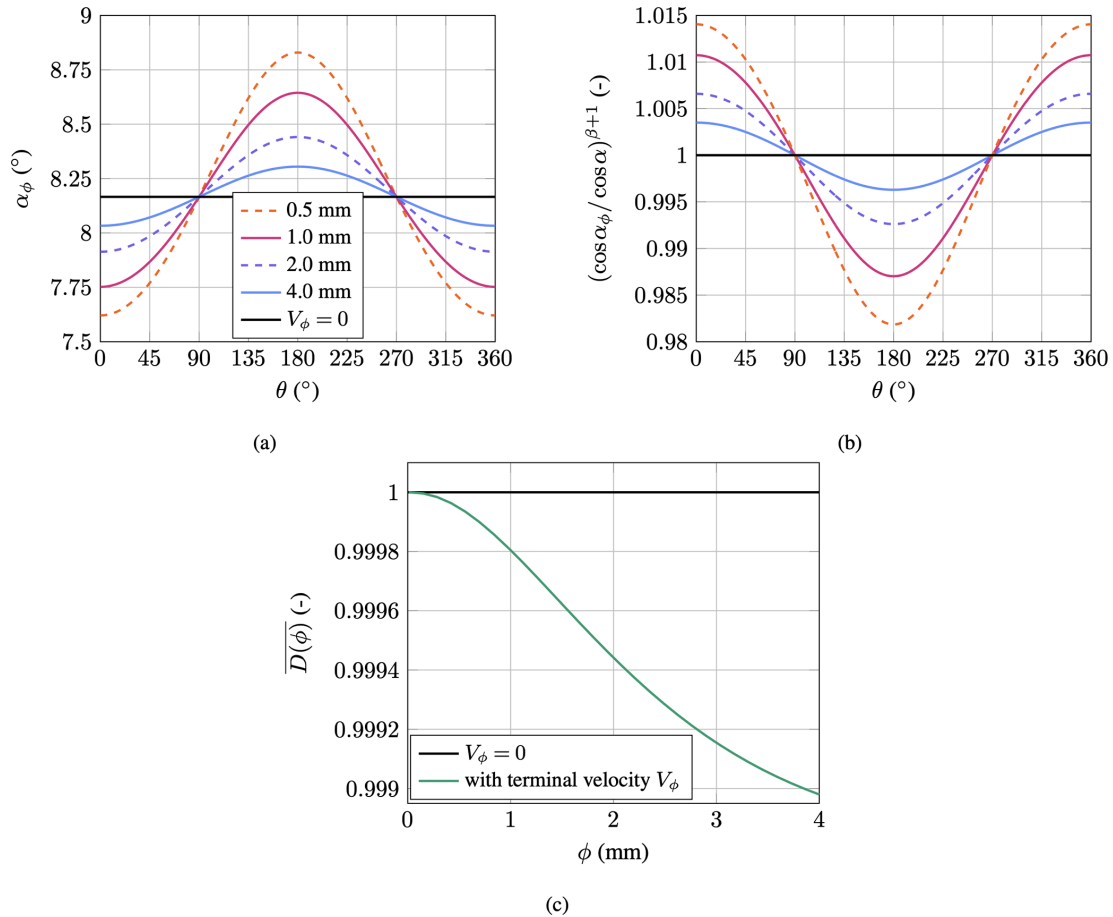 9
8.75
8.5
8.25
8
7.75
7.5
α_ϕ (°)
0 45 90 135 180 225 270 315 360
θ (°)
0.5 mm
1.0 mm
2.0 mm
4.0 mm
V_ϕ = 0
(a)
1.015
1.01
1.005
1
0.995
0.99
0.985
0.98
(cos α_ϕ / cos α)^{β+1} (-)
0 45 90 135 180 225 270 315 360
θ (°)
(b)
1
0.9998
0.9996
0.9994
0.9992
0.999
\overline{D(ϕ)} (-)
V_ϕ = 0
with terminal velocity V_ϕ
0 1 2 3 4
ϕ (mm)
(c)